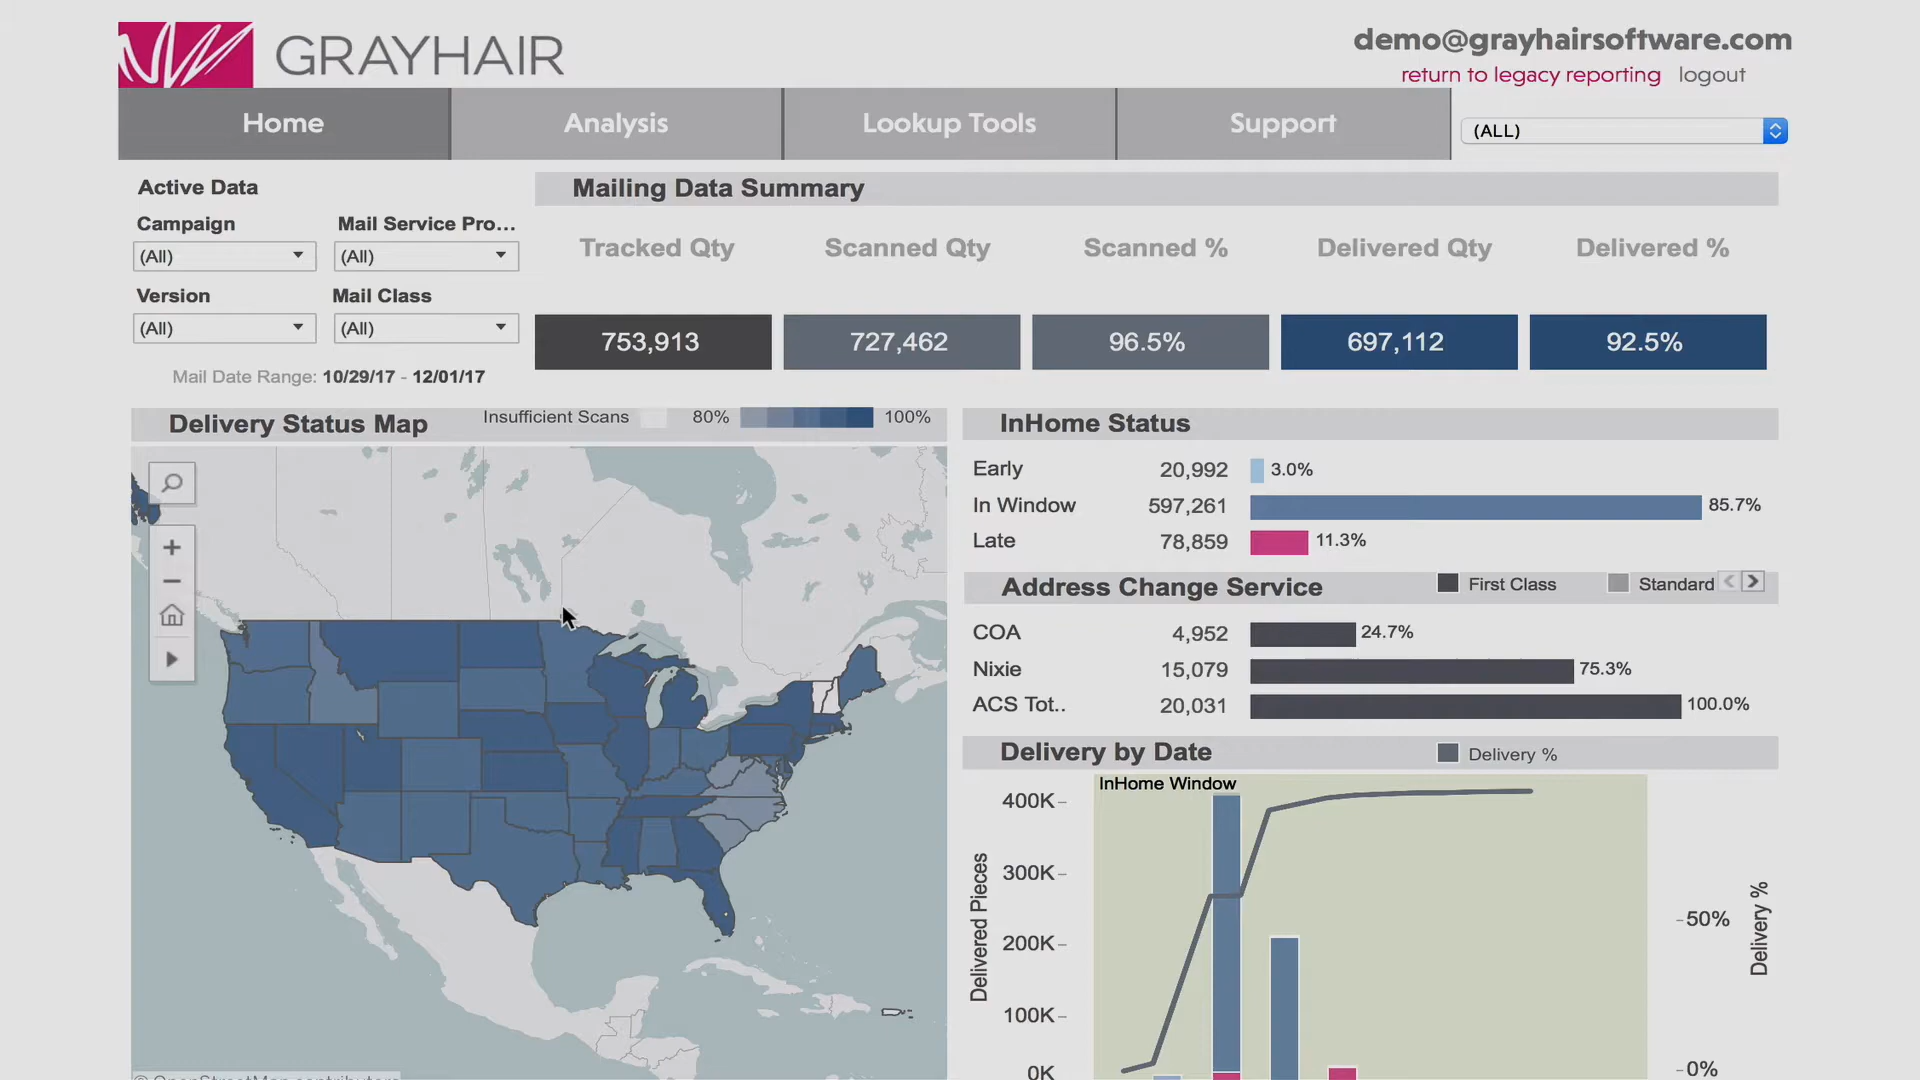 GRAYHAIR
demo@grayhairsoftware.com
return to legacy reporting logout
Home Analysis Lookup Tools Support (ALL)
Active Data
Campaign Mail Service Pro...
(All) (All)
Version Mail Class
(All) (All)
Mail Date Range: 10/29/17 - 12/01/17
Mailing Data Summary
Tracked Qty Scanned Qty Scanned % Delivered Qty Delivered %
753,913 727,462 96.5% 697,112 92.5%
Delivery Status Map Insufficient Scans 80% 100%
© OpenStreetMap contributors
InHome Status
Early 20,992 3.0%
In Window 597,261 85.7%
Late 78,859 11.3%
Address Change Service First Class Standard
COA 4,952 24.7%
Nixie 15,079 75.3%
ACS Tot.. 20,031 100.0%
Delivery by Date Delivery %
InHome Window
400K
300K
200K
100K
0K
Delivered Pieces
50%
0%
Delivery %